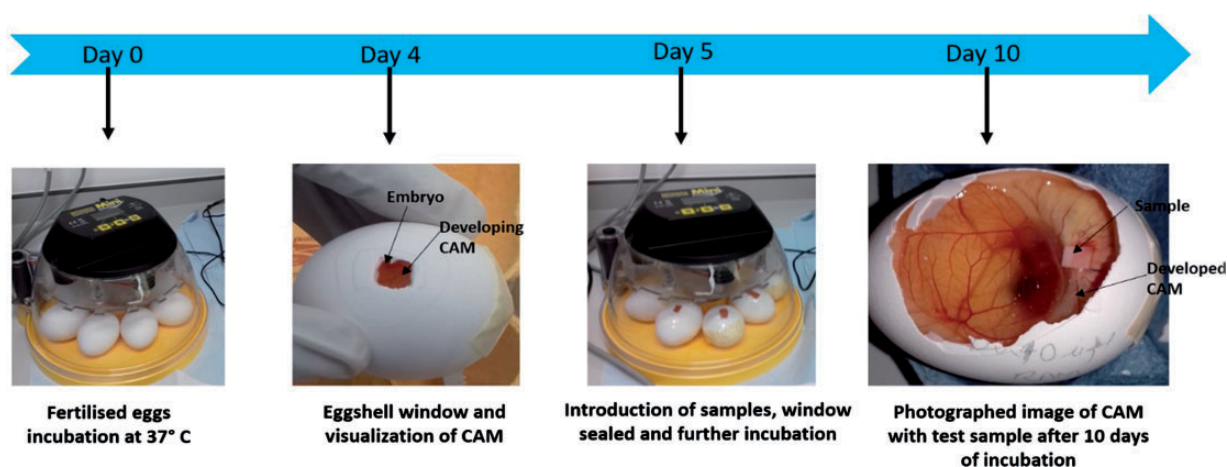 Day 0
Day 4
Day 5
Day 10
Mini
Embryo
Developing
CAM
Mini
Sample
Developed
CAM
Fertilised eggs
incubation at 37° C
Eggshell window and
visualization of CAM
Introduction of samples, window
sealed and further incubation
Photographed image of CAM
with test sample after 10 days
of incubation